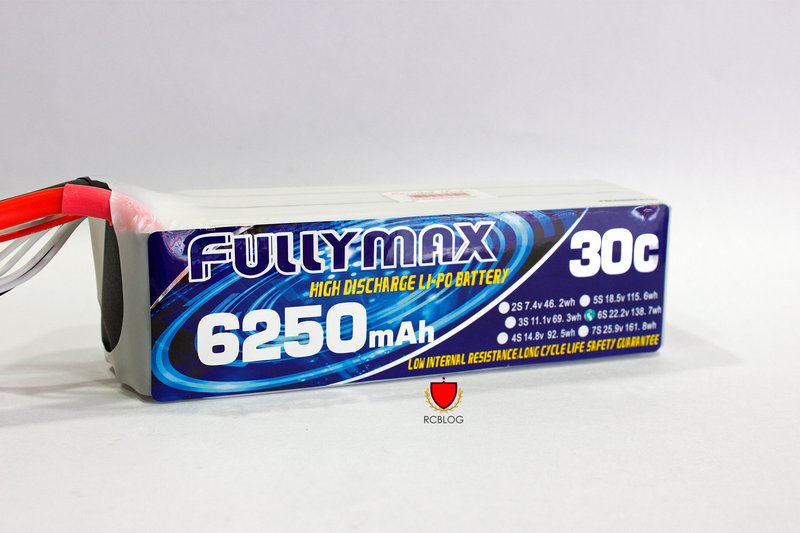 FULLYMAX
30C
HIGH DISCHARGE LI-PO BATTERY
6250mAh
2S 7.4v 46.2wh
5S 18.5v 115.6wh
3S 11.1v 69.3wh
6S 22.2v 138.7wh
4S 14.8v 92.5wh
7S 25.9v 161.8wh
LOW INTERNAL RESISTANCE.LONG CYCLE LIFE SAFETY GUARANTEE
RCBLOG